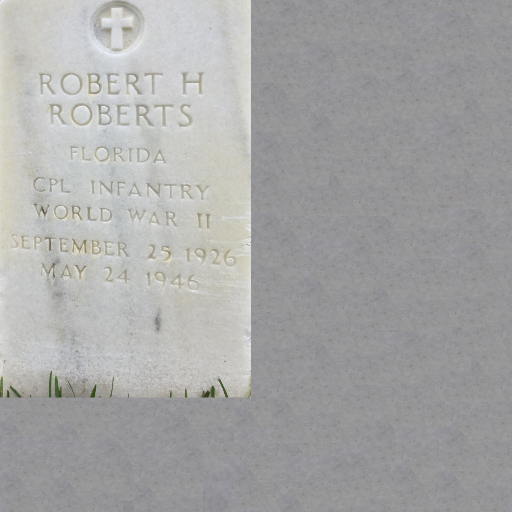 ROBERT H
ROBERTS
FLORIDA
CPL INFANTRY
WORLD WAR II
SEPTEMBER 25 1926
MAY 24 1946